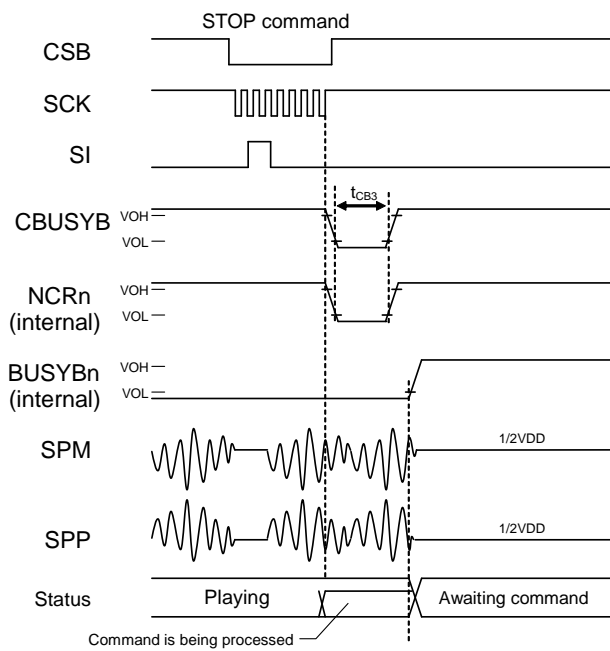 STOP command
CSB
SCK
SI
tCB3
CBUSYB
VOH
VOL
NCRn
(internal)
VOH
VOL
BUSYBn
(internal)
VOH
VOL
SPM
1/2VDD
SPP
1/2VDD
Status
Playing
Awaiting command
Command is being processed